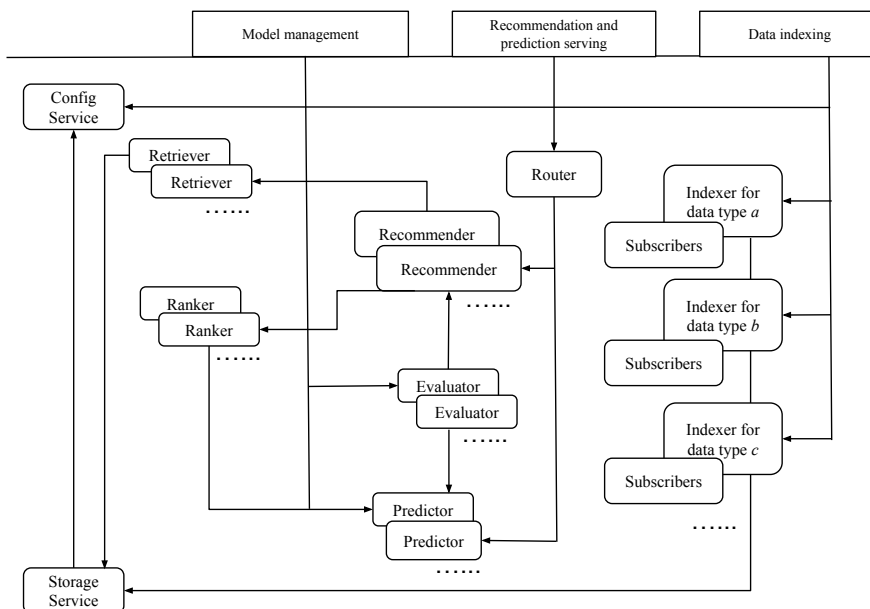 Model management
Recommendation and
prediction serving
Data indexing
Config
Service
Retriever
Retriever
......
Router
Indexer for
data type a
Subscribers
Recommender
Recommender
......
Ranker
Ranker
......
Indexer for
data type b
Subscribers
Evaluator
Evaluator
......
Indexer for
data type c
Subscribers
......
Predictor
Predictor
......
Storage
Service